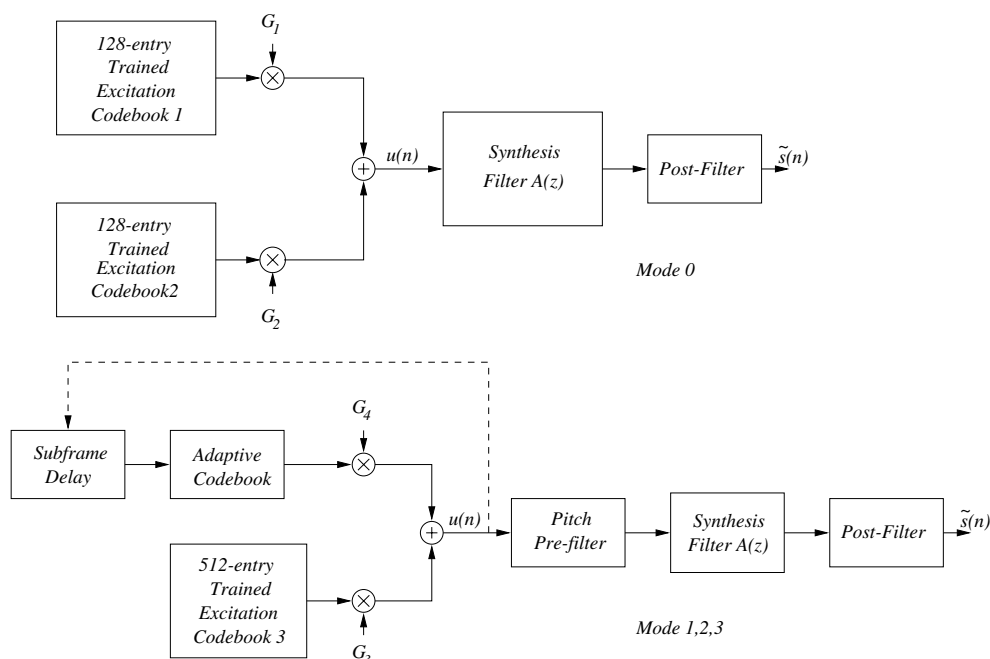 G1
128-entry
Trained
Excitation
Codebook 1
u(n)
Synthesis
Filter A(z)
Post-Filter
s̃(n)
128-entry
Trained
Excitation
Codebook2
G2
Mode 0
G4
Subframe
Delay
Adaptive
Codebook
u(n)
Pitch
Pre-filter
Synthesis
Filter A(z)
Post-Filter
s̃(n)
512-entry
Trained
Excitation
Codebook 3
G3
Mode 1,2,3